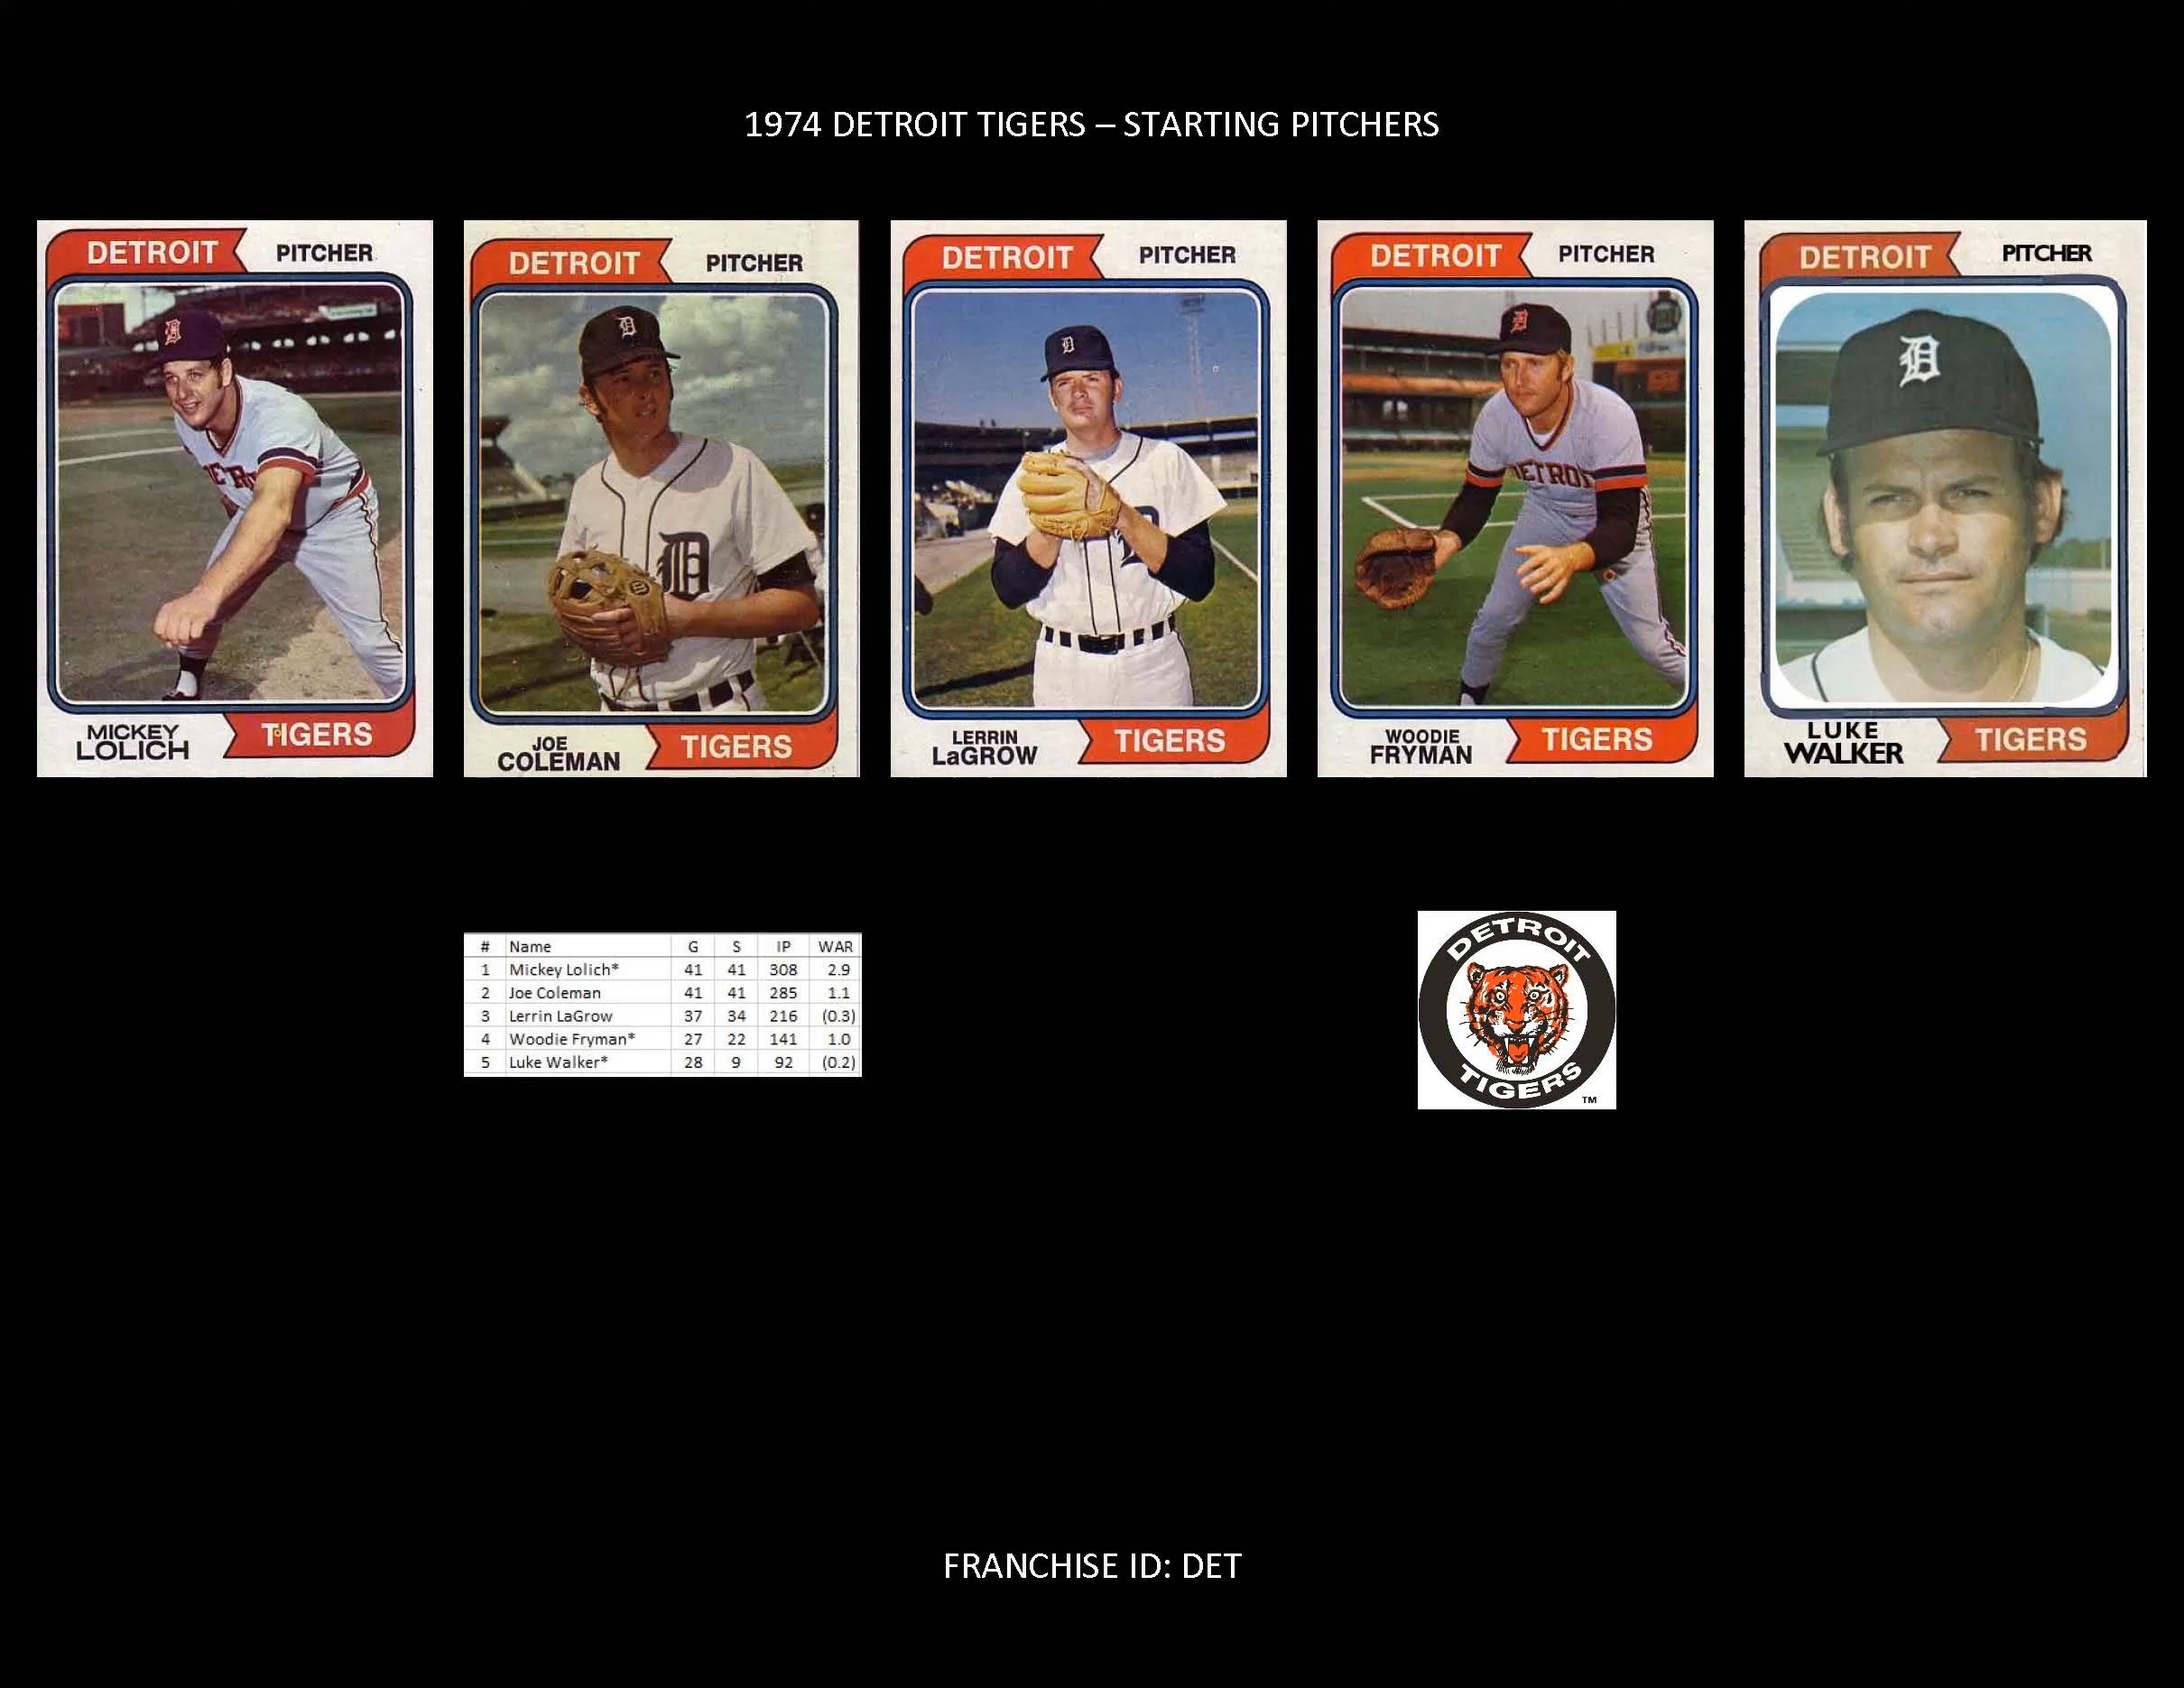 1974 DETROIT TIGERS – STARTING PITCHERS
DETROIT PITCHER
MICKEY
LOLICH
TIGERS
DETROIT PITCHER
JOE
COLEMAN
TIGERS
DETROIT PITCHER
LERRIN
LaGROW
TIGERS
DETROIT PITCHER
DETROI
WOODIE
FRYMAN
TIGERS
DETROIT PITCHER
LUKE
WALKER
TIGERS
# Name G S IP WAR
1 Mickey Lolich* 41 41 308 2.9
2 Joe Coleman 41 41 285 1.1
3 Lerrin LaGrow 37 34 216 (0.3)
4 Woodie Fryman* 27 22 141 1.0
5 Luke Walker* 28 9 92 (0.2)
DETROIT
TIGERS
TM
FRANCHISE ID: DET